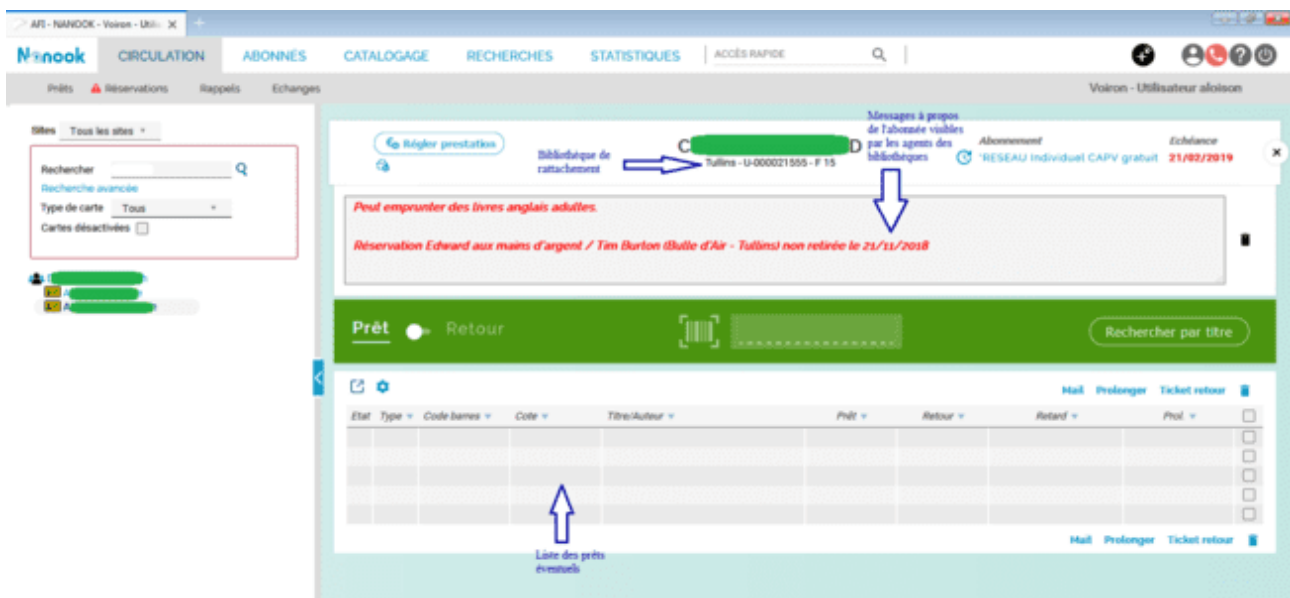 AFI - NANOOK - Voiron - Utili
Nanook CIRCULATION ABONNÉS CATALOGAGE RECHERCHES STATISTIQUES ACCÈS RAPIDE
Prêts Réservations Rappels Echanges Voiron - Utilisateur aloison
Sites Tous les sites
Rechercher
Recherche avancée
Type de carte Tous
Cartes désactivées
Régler prestation
Bibliothèque de
rattachement
C D
Tullins - U-000021555 - F 15
Messages à propos
de l'abonnée visibles
par les agents des
bibliothèques
Abonnement Echéance
*RESEAU Individuel CAPV gratuit 21/02/2019
Peut emprunter des livres anglais adultes.
Réservation Edward aux mains d'argent / Tim Burton (Bulle d'Air - Tullins) non retirée le 21/11/2018
Prêt Retour Rechercher par titre
Mail Prolonger Ticket retour
Etat Type Code barres Cote Titre/Auteur Prêt Retour Retard Prol.
Mail Prolonger Ticket retour
Liste des prêts
éventuels